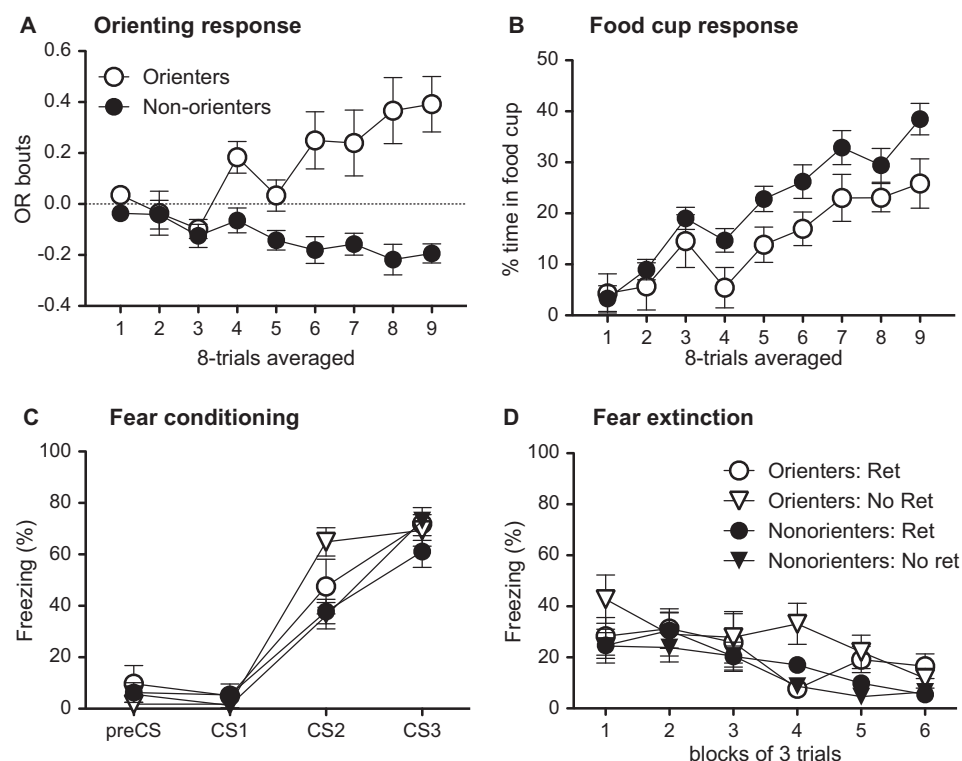 A Orienting response
0.6
0.4
0.2
0.0
-0.2
-0.4
OR bouts
Orienters
Non-orienters
1 2 3 4 5 6 7 8 9
8-trials averaged
B Food cup response
50
40
30
20
10
0
% time in food cup
1 2 3 4 5 6 7 8 9
8-trials averaged
C Fear conditioning
100
80
60
40
20
0
Freezing (%)
preCS CS1 CS2 CS3
D Fear extinction
100
80
60
40
20
0
Freezing (%)
Orienters: Ret
Orienters: No Ret
Nonorienters: Ret
Nonorienters: No ret
1 2 3 4 5 6
blocks of 3 trials